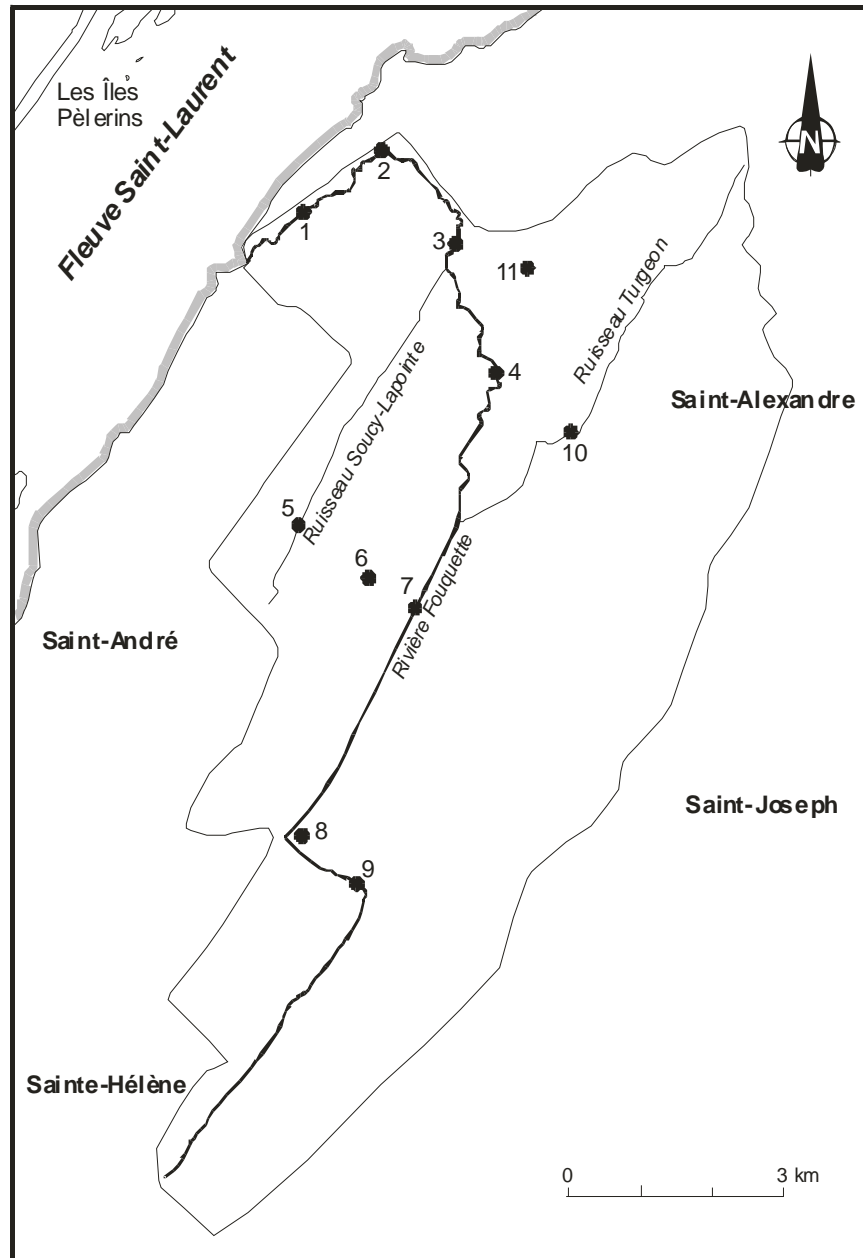 Les Îles
Pèlerins
Fleuve Saint-Laurent
N
2
1
3
11
Ruisseau Turgeon
Ruisseau Soucy-Lapointe
4
Saint-Alexandre
10
5
6
7
Rivière Fouquette
Saint-André
Saint-Joseph
8
9
Sainte-Hélène
0 3 km